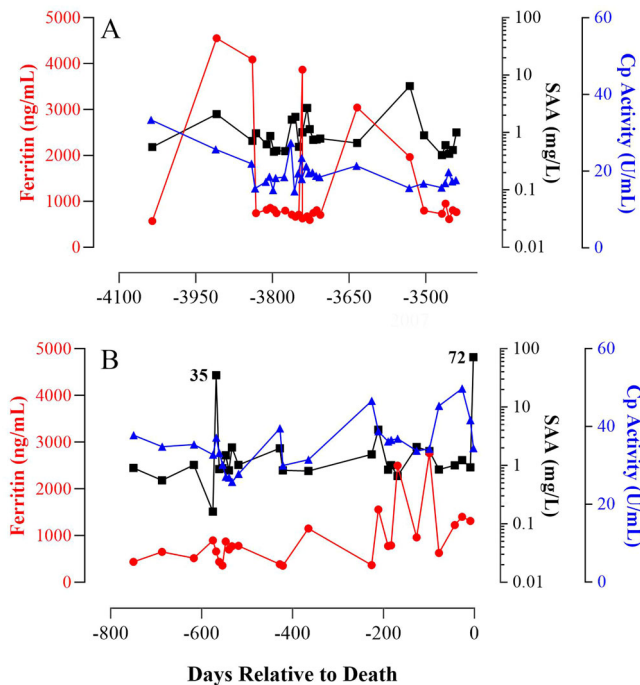 A
Ferritin (ng/mL)
5000
4000
3000
2000
1000
0
SAA (mg/L)
100
10
1
0.1
0.01
Cp Activity (U/mL)
60
40
20
0
-4100 -3950 -3800 -3650 -3500
B
35
72
Ferritin (ng/mL)
5000
4000
3000
2000
1000
0
SAA (mg/L)
100
10
1
0.1
0.01
Cp Activity (U/mL)
60
40
20
0
-800 -600 -400 -200 0
Days Relative to Death